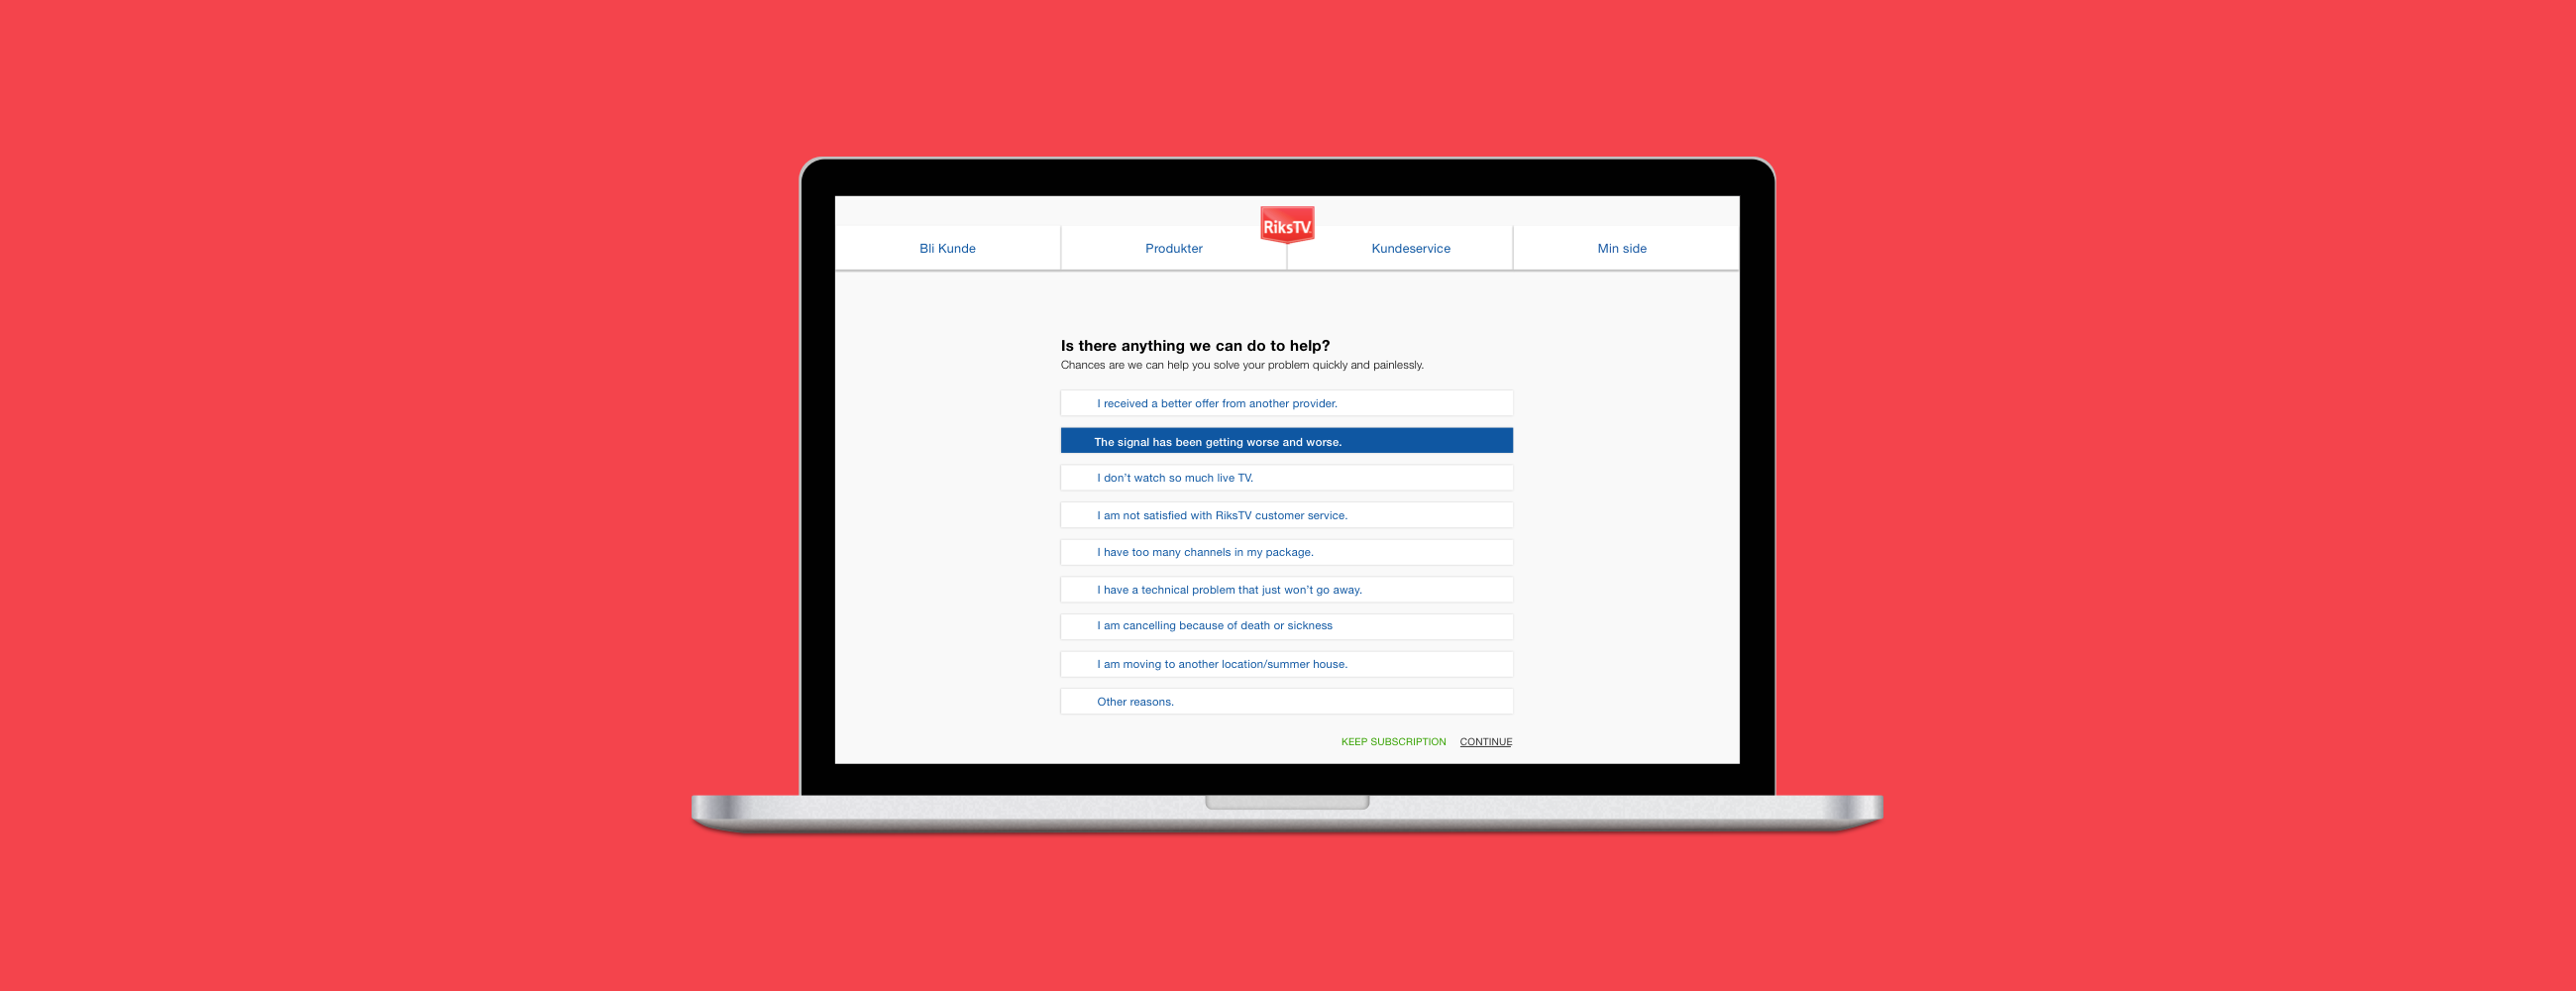 RiksTV
Bli Kunde
Produkter
Kundeservice
Min side
Is there anything we can do to help?
Chances are we can help you solve your problem quickly and painlessly.
I received a better offer from another provider.
The signal has been getting worse and worse.
I don't watch so much live TV.
I am not satisfied with RiksTV customer service.
I have too many channels in my package.
I have a technical problem that just won't go away.
I am cancelling because of death or sickness
I am moving to another location/summer house.
Other reasons.
KEEP SUBSCRIPTION CONTINUE